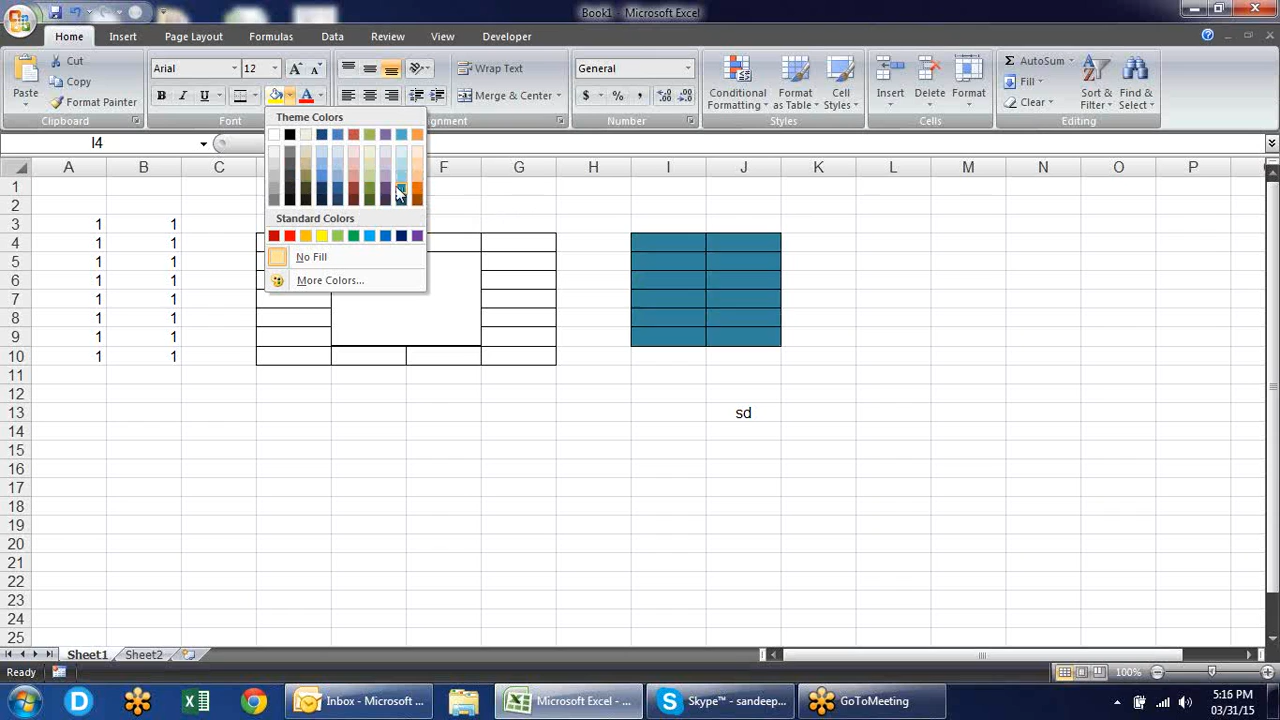 Book1 - Microsoft Excel
Home Insert Page Layout Formulas Data Review View Developer
Paste
Cut
Copy
Format Painter
Clipboard
Arial 12
B I U
Font
Wrap Text
Merge & Center
General
$ % ,
Number
Conditional Formatting
Format as Table
Cell Styles
Styles
Insert Delete Format
Cells
Σ AutoSum
Fill
Clear
Sort & Filter
Find & Select
Editing
Theme Colors
Standard Colors
No Fill
More Colors...
I4
A B C F G H I J K L M N O P
1
2
3 1 1
4 1 1
5 1 1
6 1 1
7 1 1
8 1 1
9 1 1
10 1 1
11
12
13 sd
14
15
16
17
18
19
20
21
22
23
24
25
Sheet1 Sheet2
Ready
100%
Inbox - Microsoft ...
Microsoft Excel - ...
Skype™ - sandeep...
GoToMeeting
5:16 PM
03/31/15